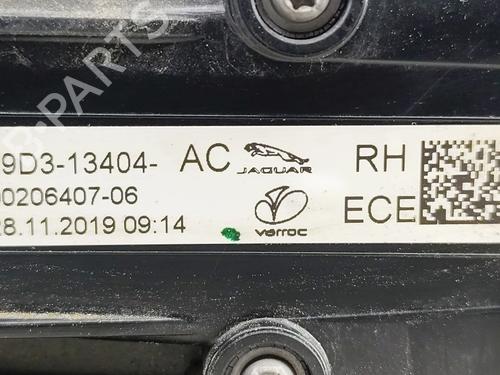 B-PARTS
9D3-13404- AC JAGUAR RH
00206407-06
28.11.2019 09:14 varroc ECE